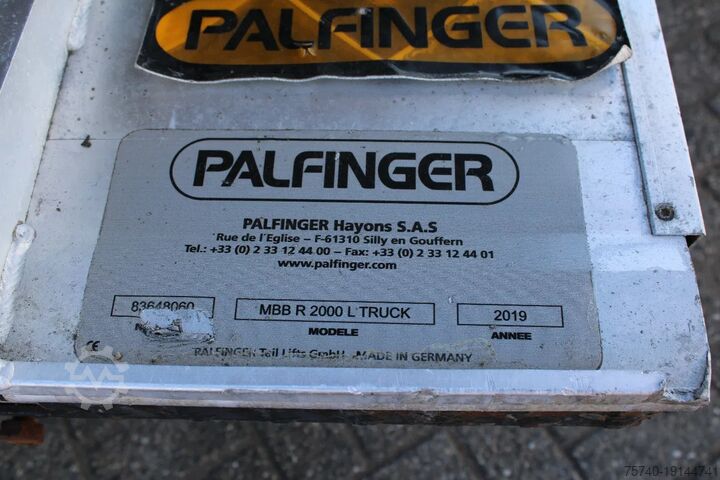 PALFINGER
PALFINGER
PALFINGER Hayons S.A.S
Rue de l'Eglise – F-61310 Silly en Gouffern
Tel.: +33 (0) 2 33 12 44 00 – Fax: +33 (0) 2 33 12 44 01
www.palfinger.com
83648060 MBB R 2000 L TRUCK 2019
MODELE ANNEE
CE PALFINGER Tail Lifts GmbH - MADE IN GERMANY
75740-19144741